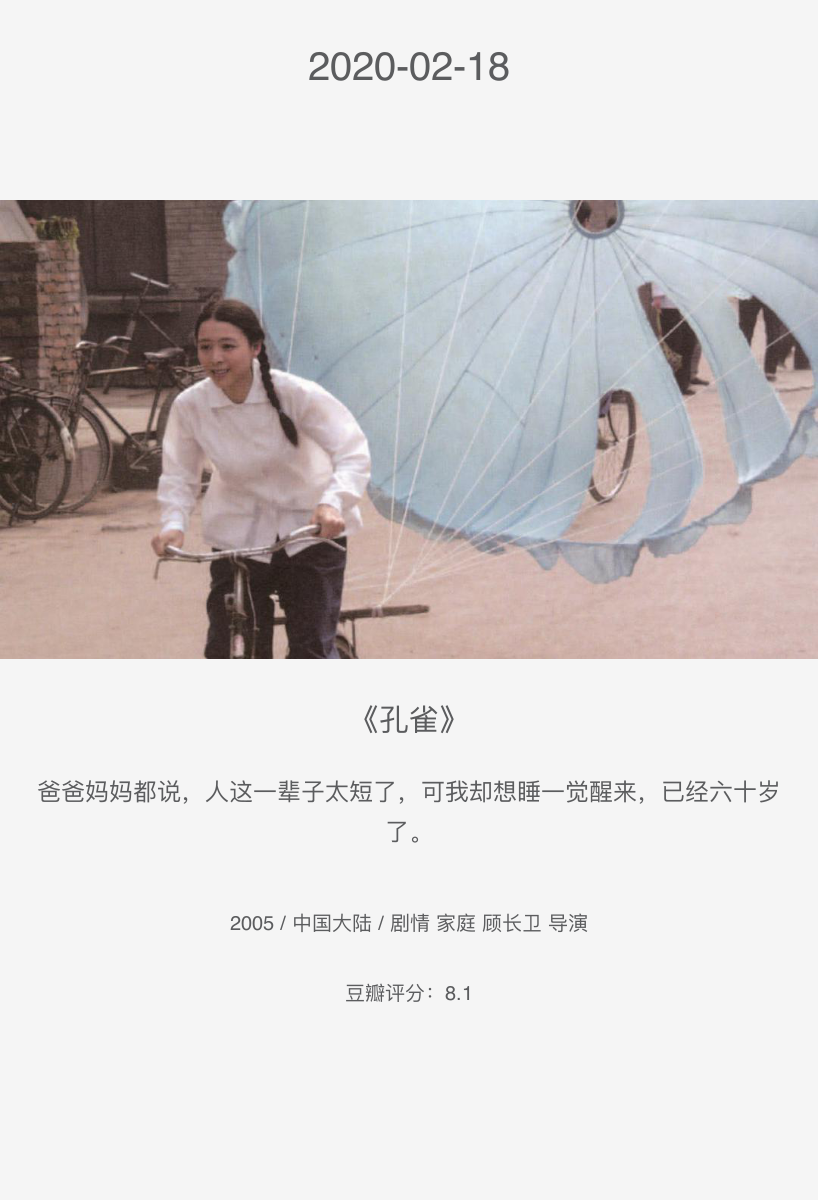 2020-02-18
《孔雀》
爸爸妈妈都说，人这一辈子太短了，可我却想睡一觉醒来，已经六十岁
了。
2005 / 中国大陆 / 剧情 家庭 顾长卫 导演
豆瓣评分：8.1